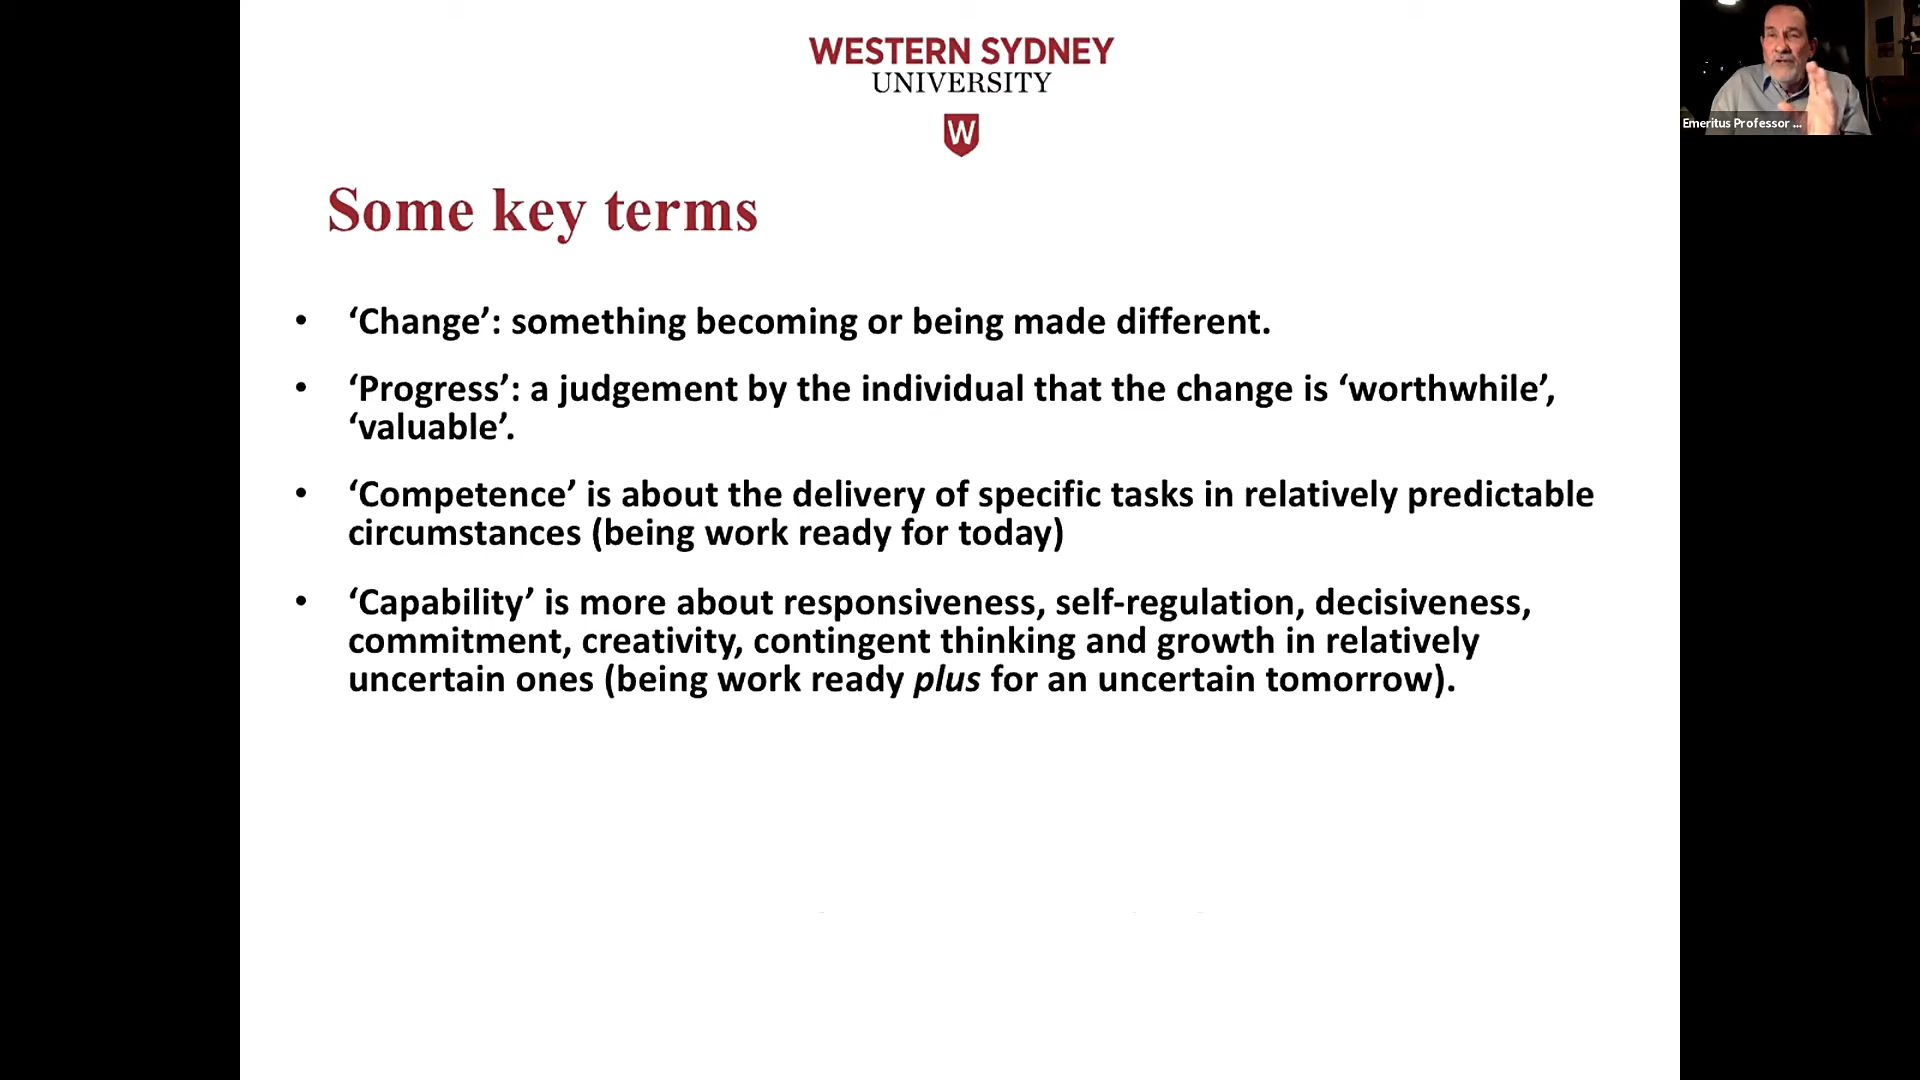 WESTERN SYDNEY
UNIVERSITY
W
Emeritus Professor ...
Some key terms
• ‘Change’: something becoming or being made different.
• ‘Progress’: a judgement by the individual that the change is ‘worthwhile’,
‘valuable’.
• ‘Competence’ is about the delivery of specific tasks in relatively predictable
circumstances (being work ready for today)
• ‘Capability’ is more about responsiveness, self-regulation, decisiveness,
commitment, creativity, contingent thinking and growth in relatively
uncertain ones (being work ready plus for an uncertain tomorrow).